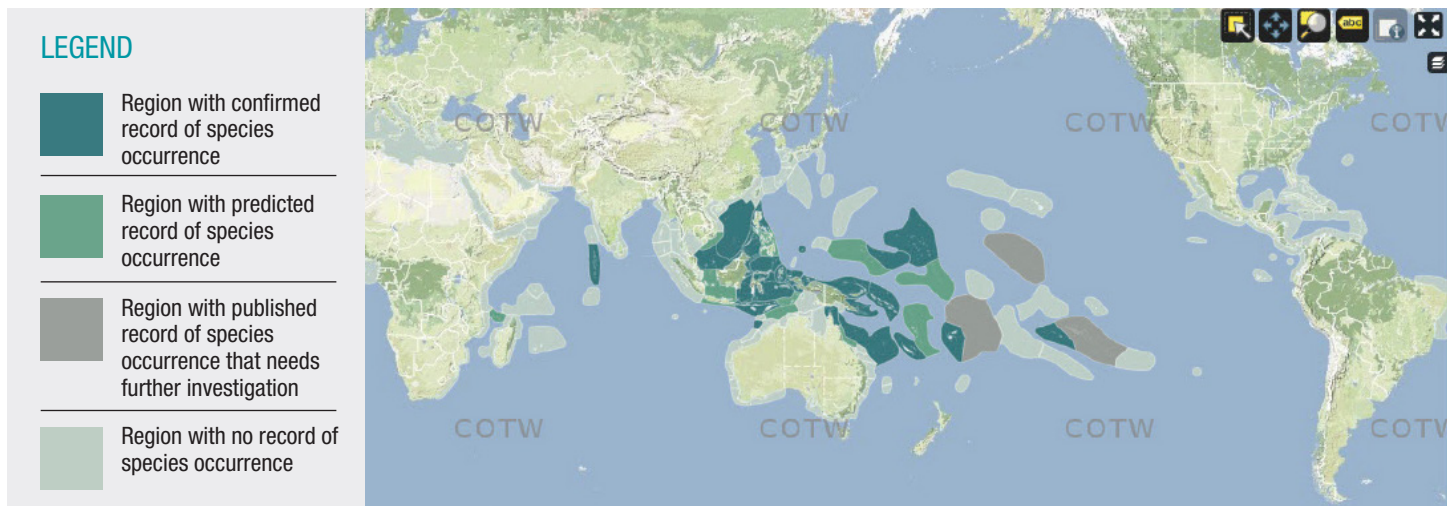 LEGEND
Region with confirmed
record of species
occurrence
Region with predicted
record of species
occurrence
Region with published
record of species
occurrence that needs
further investigation
Region with no record of
species occurrence
abc
COTW
COTW
COTW
COTW
COTW
COTW
COTW
COTW